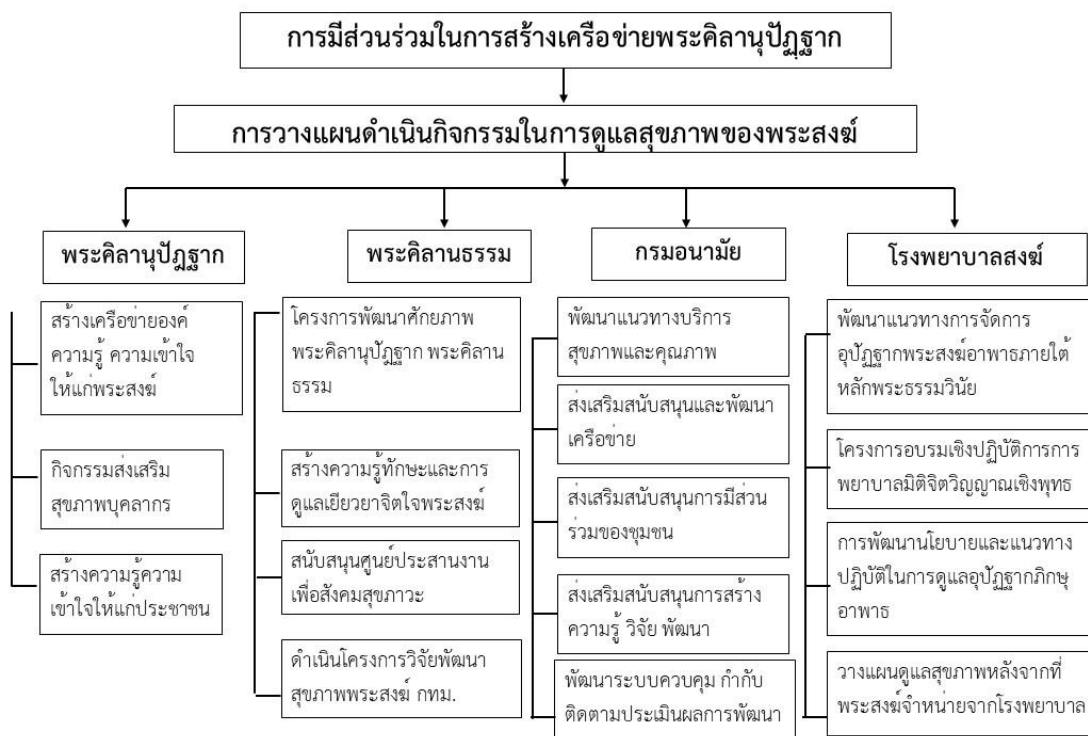 การมีส่วนร่วมในการสร้างเครือข่ายพระคิลานุปัฏฐาก
การวางแผนดำเนินกิจกรรมในการดูแลสุขภาพของพระสงฆ์
พระคิลานุปัฏฐาก
สร้างเครือข่ายองค์
ความรู้ ความเข้าใจ
ให้แก่พระสงฆ์
กิจกรรมส่งเสริม
สุขภาพบุคลากร
สร้างความรู้ความ
เข้าใจให้แก่ประชาชน
พระคิลานธรรม
โครงการพัฒนาศักยภาพ
พระคิลานุปัฏฐาก พระคิลาน
ธรรม
สร้างความรู้ทักษะและการ
ดูแลเยียวยาจิตใจพระสงฆ์
สนับสนุนศูนย์ประสานงาน
เพื่อสังคมสุขภาวะ
ดำเนินโครงการวิจัยพัฒนา
สุขภาพพระสงฆ์ กทม.
กรมอนามัย
พัฒนาแนวทางบริการ
สุขภาพและคุณภาพ
ส่งเสริมสนับสนุนและพัฒนา
เครือข่าย
ส่งเสริมสนับสนุนการมีส่วน
ร่วมของชุมชน
ส่งเสริมสนับสนุนการสร้าง
ความรู้ วิจัย พัฒนา
พัฒนาระบบควบคุม กำกับ
ติดตามประเมินผลการพัฒนา
โรงพยาบาลสงฆ์
พัฒนาแนวทางการจัดการ
อุปัฏฐากพระสงฆ์อาพาธภายใต้
หลักพระธรรมวินัย
โครงการอบรมเชิงปฏิบัติการการ
พยาบาลมิติจิตวิญญาณเชิงพุทธ
การพัฒนานโยบายและแนวทาง
ปฏิบัติในการดูแลอุปัฏฐากภิกษุ
อาพาธ
วางแผนดูแลสุขภาพหลังจากที่
พระสงฆ์จำหน่ายจากโรงพยาบาล